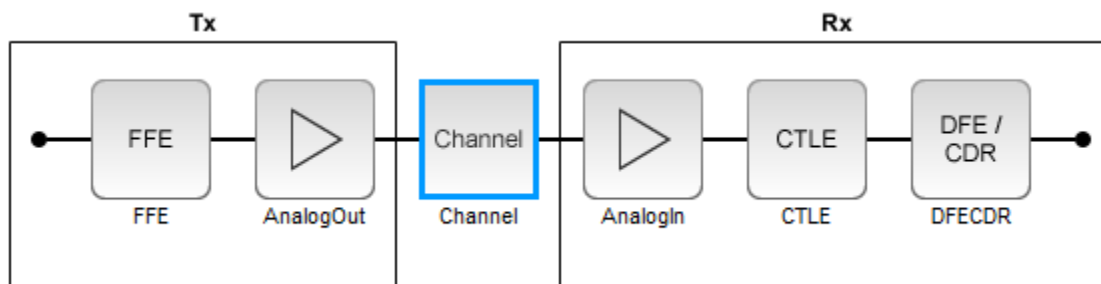 Tx
Rx
FFE
Channel
CTLE
DFE /
CDR
FFE
AnalogOut
Channel
AnalogIn
CTLE
DFECDR